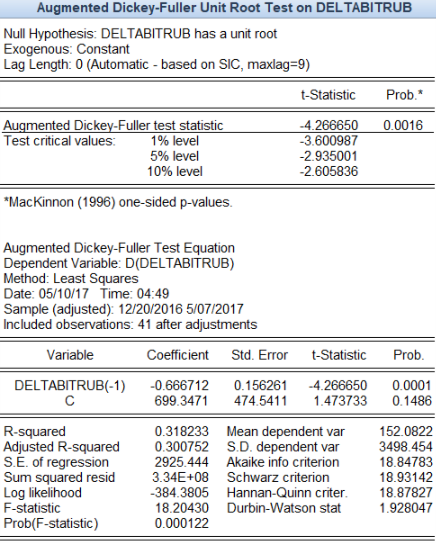 Augmented Dickey-Fuller Unit Root Test on DELTABITRUB
Null Hypothesis: DELTABITRUB has a unit root
Exogenous: Constant
Lag Length: 0 (Automatic - based on SIC, maxlag=9)
t-Statistic Prob.*
Augmented Dickey-Fuller test statistic -4.266650 0.0016
Test critical values: 1% level -3.600987
5% level -2.935001
10% level -2.605836
*MacKinnon (1996) one-sided p-values.
Augmented Dickey-Fuller Test Equation
Dependent Variable: D(DELTABITRUB)
Method: Least Squares
Date: 05/10/17 Time: 04:49
Sample (adjusted): 12/20/2016 5/07/2017
Included observations: 41 after adjustments
Variable Coefficient Std. Error t-Statistic Prob.
DELTABITRUB(-1) -0.666712 0.156261 -4.266650 0.0001
C 699.3471 474.5411 1.473733 0.1486
R-squared 0.318233 Mean dependent var 152.0822
Adjusted R-squared 0.300752 S.D. dependent var 3498.454
S.E. of regression 2925.444 Akaike info criterion 18.84783
Sum squared resid 3.34E+08 Schwarz criterion 18.93142
Log likelihood -384.3805 Hannan-Quinn criter. 18.87827
F-statistic 18.20430 Durbin-Watson stat 1.928047
Prob(F-statistic) 0.000122